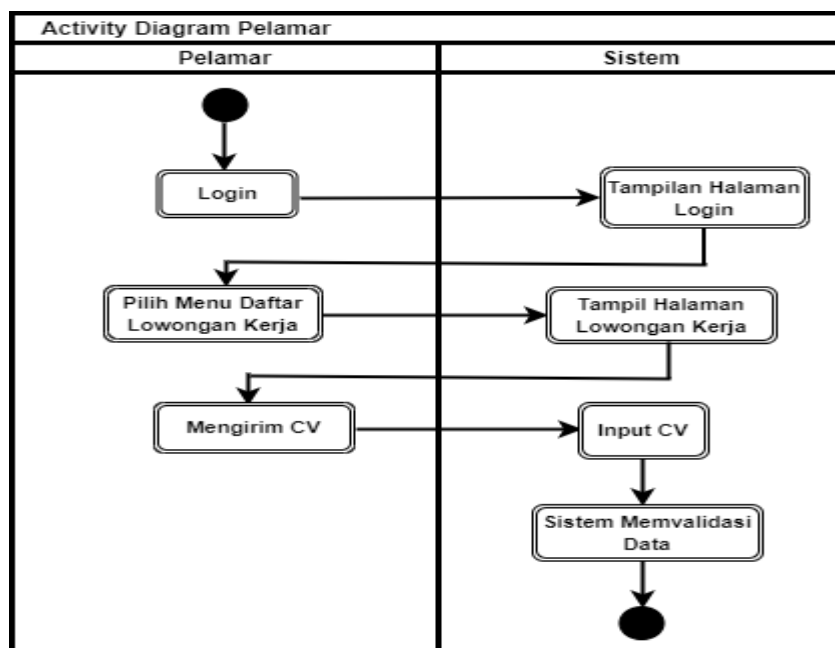 Activity Diagram Pelamar
Pelamar
Sistem
Login
Tampilan Halaman
Login
Pilih Menu Daftar
Lowongan Kerja
Tampil Halaman
Lowongan Kerja
Mengirim CV
Input CV
Sistem Memvalidasi
Data